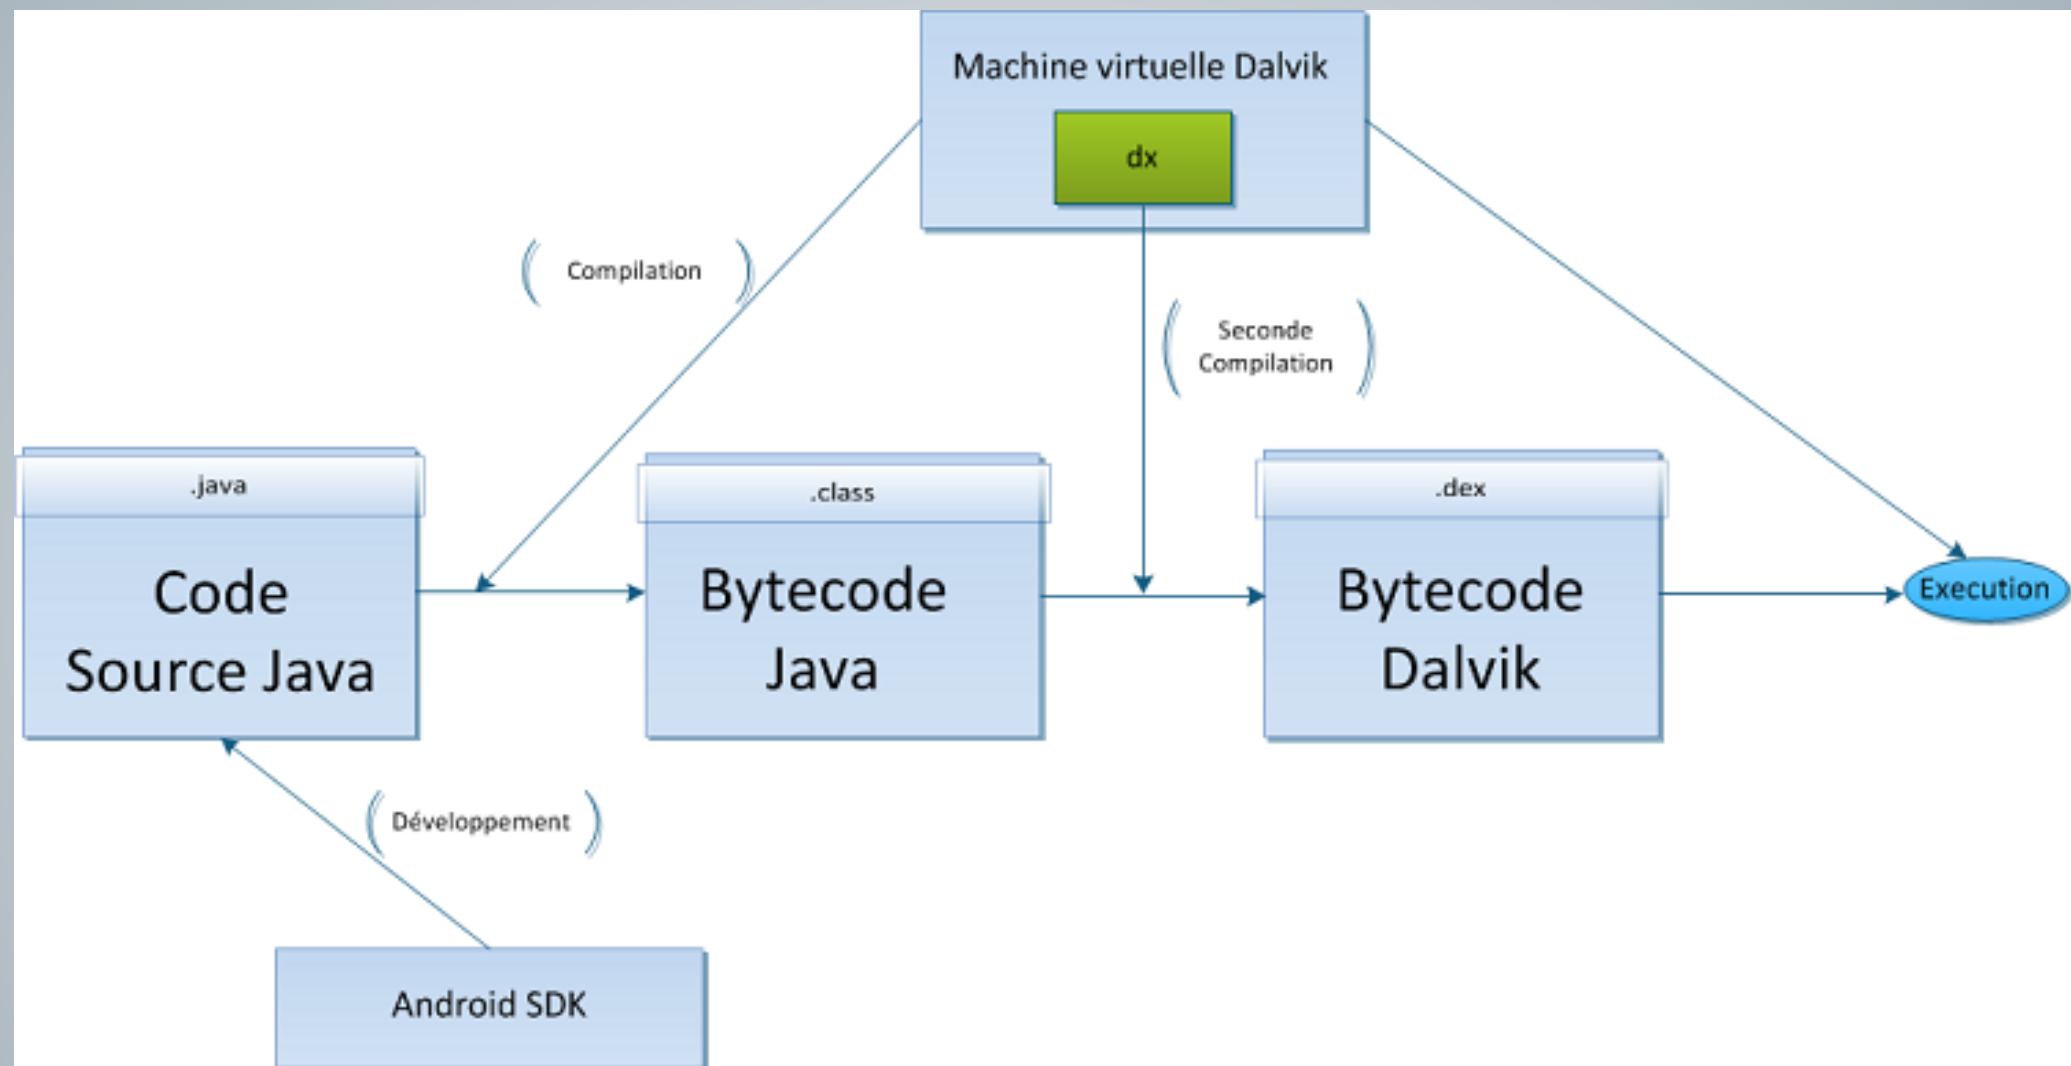 Machine virtuelle Dalvik
dx
Compilation
Seconde
Compilation
.java
Code
Source Java
.class
Bytecode
Java
.dex
Bytecode
Dalvik
Execution
Développement
Android SDK